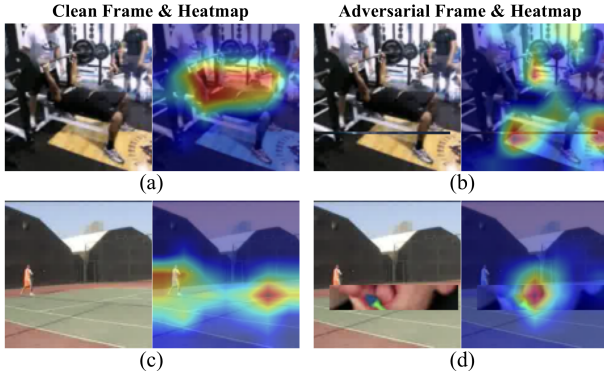 Clean Frame & Heatmap
Adversarial Frame & Heatmap
(a)
(b)
(c)
(d)